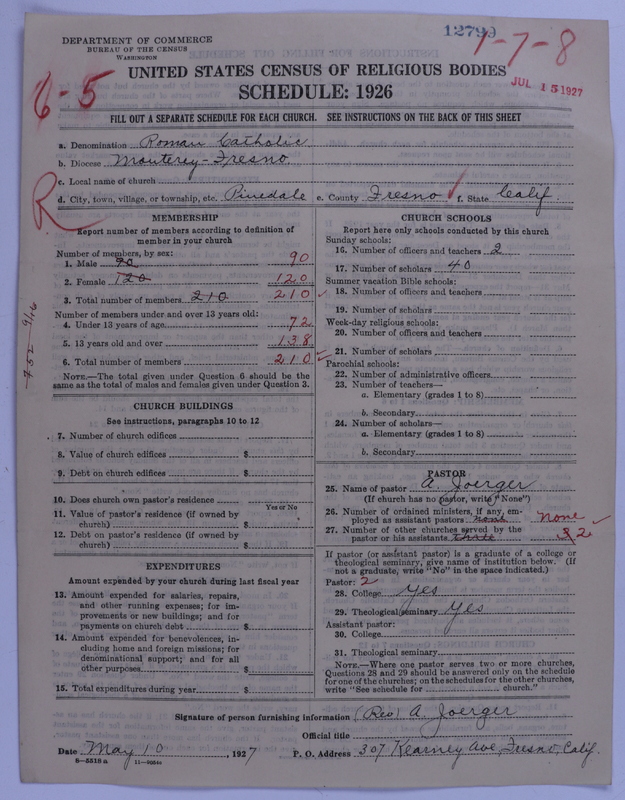 DEPARTMENT OF COMMERCE
BUREAU OF THE CENSUS
WASHINGTON
12799
1-7-8
UNITED STATES CENSUS OF RELIGIOUS BODIES
SCHEDULE: 1926
JUL 15 1927
6-5
FILL OUT A SEPARATE SCHEDULE FOR EACH CHURCH. SEE INSTRUCTIONS ON THE BACK OF THIS SHEET
a. Denomination Roman Catholic
b. Diocese Monterey-Fresno
c. Local name of church
R
d. City, town, village, or township, etc. Pinedale e. County Fresno f. State Calif.
MEMBERSHIP
Report number of members according to definition of
member in your church
Number of members, by sex:
1. Male 90 90
2. Female 120 120
3. Total number of members 210 210
Number of members under and over 13 years old:
4. Under 13 years of age 72
5. 13 years old and over 138
6. Total number of members 210
NOTE.—The total given under Question 6 should be the
same as the total of males and females given under Question 3.
CHURCH BUILDINGS
See instructions, paragraphs 10 to 12
7. Number of church edifices
8. Value of church edifices $
9. Debt on church edifices $
10. Does church own pastor's residence
Yes or No
11. Value of pastor's residence (if owned by
church) $
12. Debt on pastor's residence (if owned by
church) $
EXPENDITURES
Amount expended by your church during last fiscal year
13. Amount expended for salaries, repairs,
and other running expenses; for im-
provements or new buildings; and for
payments on church debt $
14. Amount expended for benevolences, in-
cluding home and foreign missions; for
denominational support; and for all
other purposes $
15. Total expenditures during year $
CHURCH SCHOOLS
Report here only schools conducted by this church
Sunday schools:
16. Number of officers and teachers 2
17. Number of scholars 40
Summer vacation Bible schools:
18. Number of officers and teachers
19. Number of scholars
Week-day religious schools:
20. Number of officers and teachers
21. Number of scholars
Parochial schools:
22. Number of administrative officers
23. Number of teachers—
a. Elementary (grades 1 to 8)
b. Secondary
24. Number of scholars—
a. Elementary (grades 1 to 8)
b. Secondary
PASTOR
25. Name of pastor A. Joerger
(If church has no pastor, write "None")
26. Number of ordained ministers, if any, em-
ployed as assistant pastors none none
27. Number of other churches served by the
pastor or his assistants three 3 2
If pastor (or assistant pastor) is a graduate of a college or
theological seminary, give name of institution below. (If
not a graduate, write "No" in the space indicated.)
Pastor: 2
28. College Yes
29. Theological seminary Yes
Assistant pastor:
30. College
31. Theological seminary
NOTE.—Where one pastor serves two or more churches,
Questions 28 and 29 should be answered only on the schedule
for one of the churches; on the schedules for the other churches,
write "See schedule for church."
Signature of person furnishing information (Rev) A. Joerger
Official title
Date May 10, 1927 P. O. Address 307 Kearney Ave, Fresno, Calif.
8-5518 a